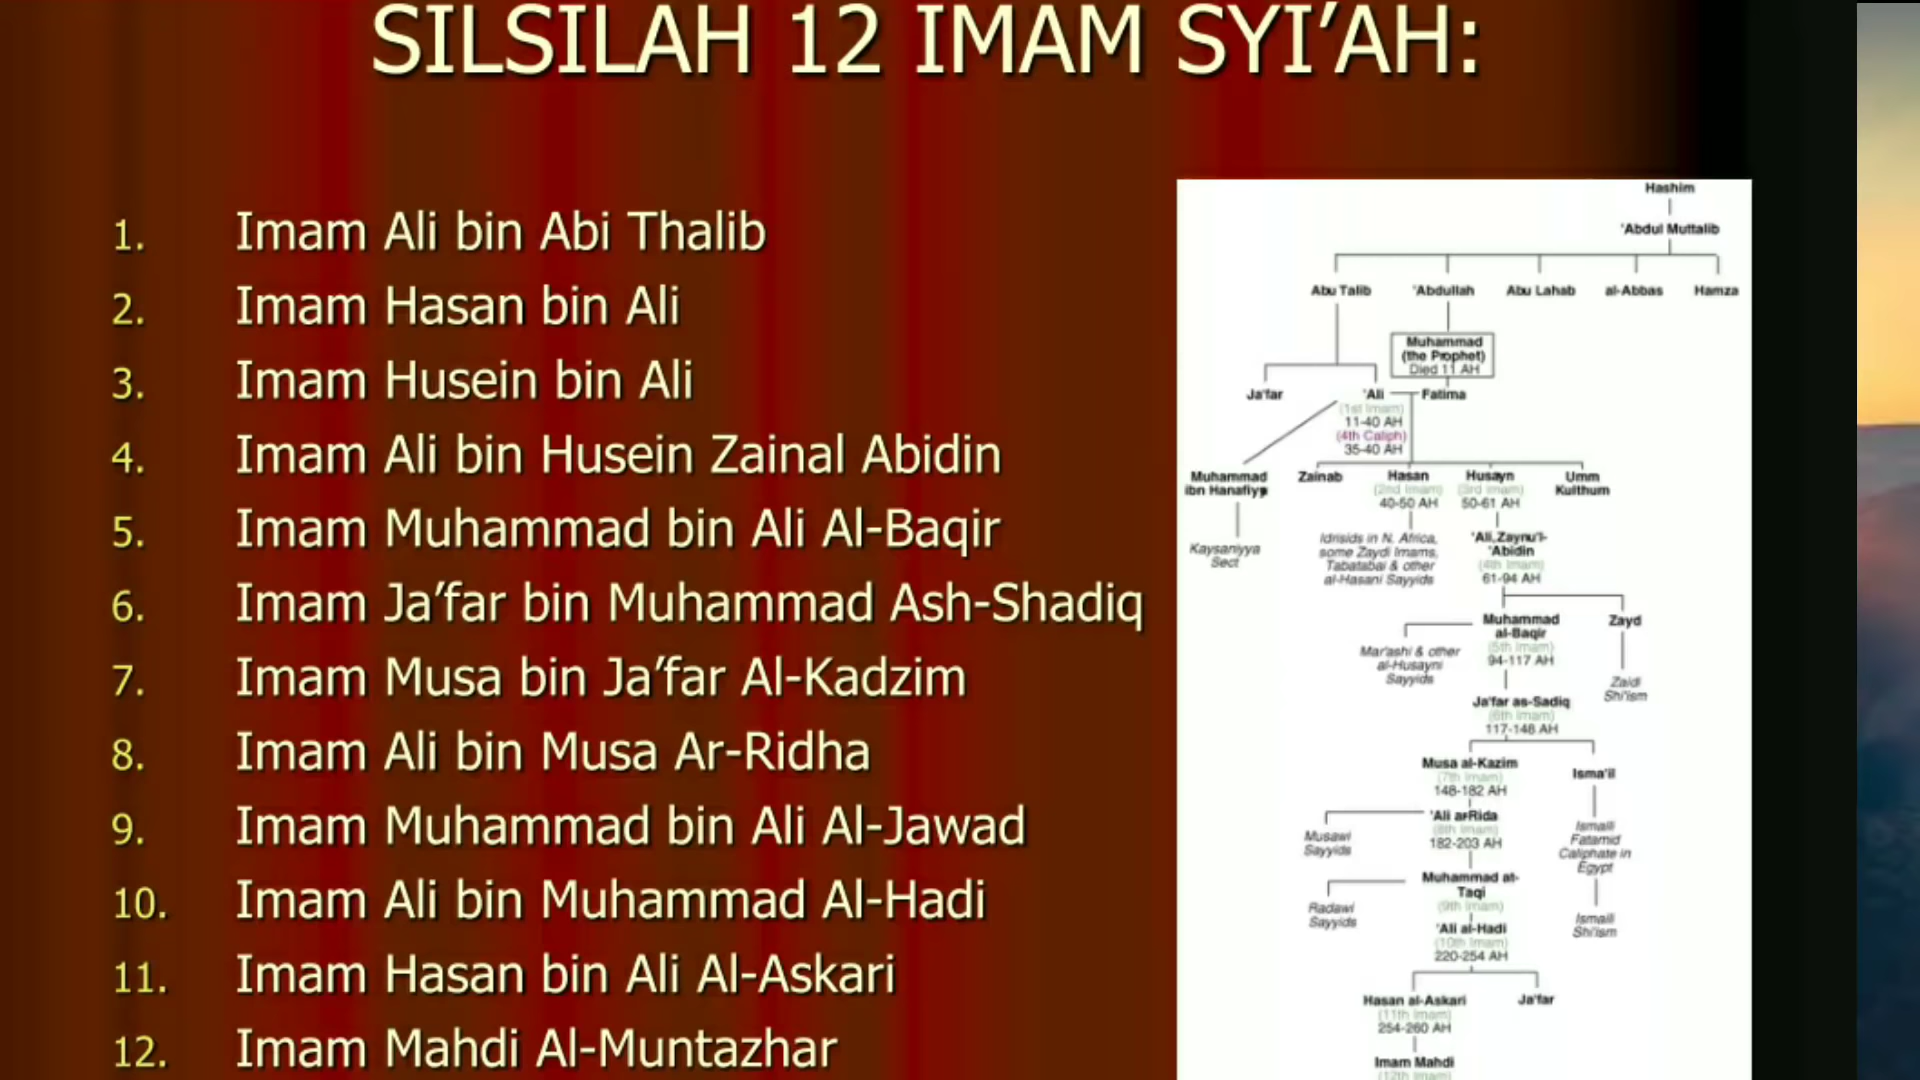 SILSILAH 12 IMAM SYI’AH:
1. Imam Ali bin Abi Thalib
2. Imam Hasan bin Ali
3. Imam Husein bin Ali
4. Imam Ali bin Husein Zainal Abidin
5. Imam Muhammad bin Ali Al-Baqir
6. Imam Ja’far bin Muhammad Ash-Shadiq
7. Imam Musa bin Ja’far Al-Kadzim
8. Imam Ali bin Musa Ar-Ridha
9. Imam Muhammad bin Ali Al-Jawad
10. Imam Ali bin Muhammad Al-Hadi
11. Imam Hasan bin Ali Al-Askari
12. Imam Mahdi Al-Muntazhar
Hashim
'Abdul Muttalib
Abu Talib 'Abdullah Abu Lahab al-Abbas Hamza
Muhammad
(the Prophet)
Died 11 AH
Ja'far 'Ali Fatima
(1st Imam)
11-40 AH
(4th Caliph)
35-40 AH
Muhammad
ibn Hanafiyya
Zainab
Hasan
(2nd Imam)
40-50 AH
Husayn
(3rd Imam)
50-61 AH
Umm
Kulthum
Kaysaniyya
Sect
Idrisids in N. Africa,
some Zaydi Imams,
Tabatabai & other
al-Hasani Sayyids
'Ali, Zaynu'l-
'Abidin
(4th Imam)
61-94 AH
Muhammad
al-Baqir
(5th Imam)
94-117 AH
Zayd
Mar'ashi & other
al-Husayni
Sayyids
Zaidi
Shi'ism
Ja'far as-Sadiq
(6th Imam)
117-148 AH
Musa al-Kazim
(7th Imam)
148-182 AH
Isma'il
'Ali ar-Rida
(8th Imam)
182-203 AH
Musawi
Sayyids
Ismaili
Fatamid
Caliphate in
Egypt
Muhammad at-
Taqi
(9th Imam)
Radawi
Sayyids
Ismaili
Shi'ism
'Ali al-Hadi
(10th Imam)
220-254 AH
Hasan al-Askari
(11th Imam)
254-260 AH
Ja'far
Imam Mahdi
(12th Imam)